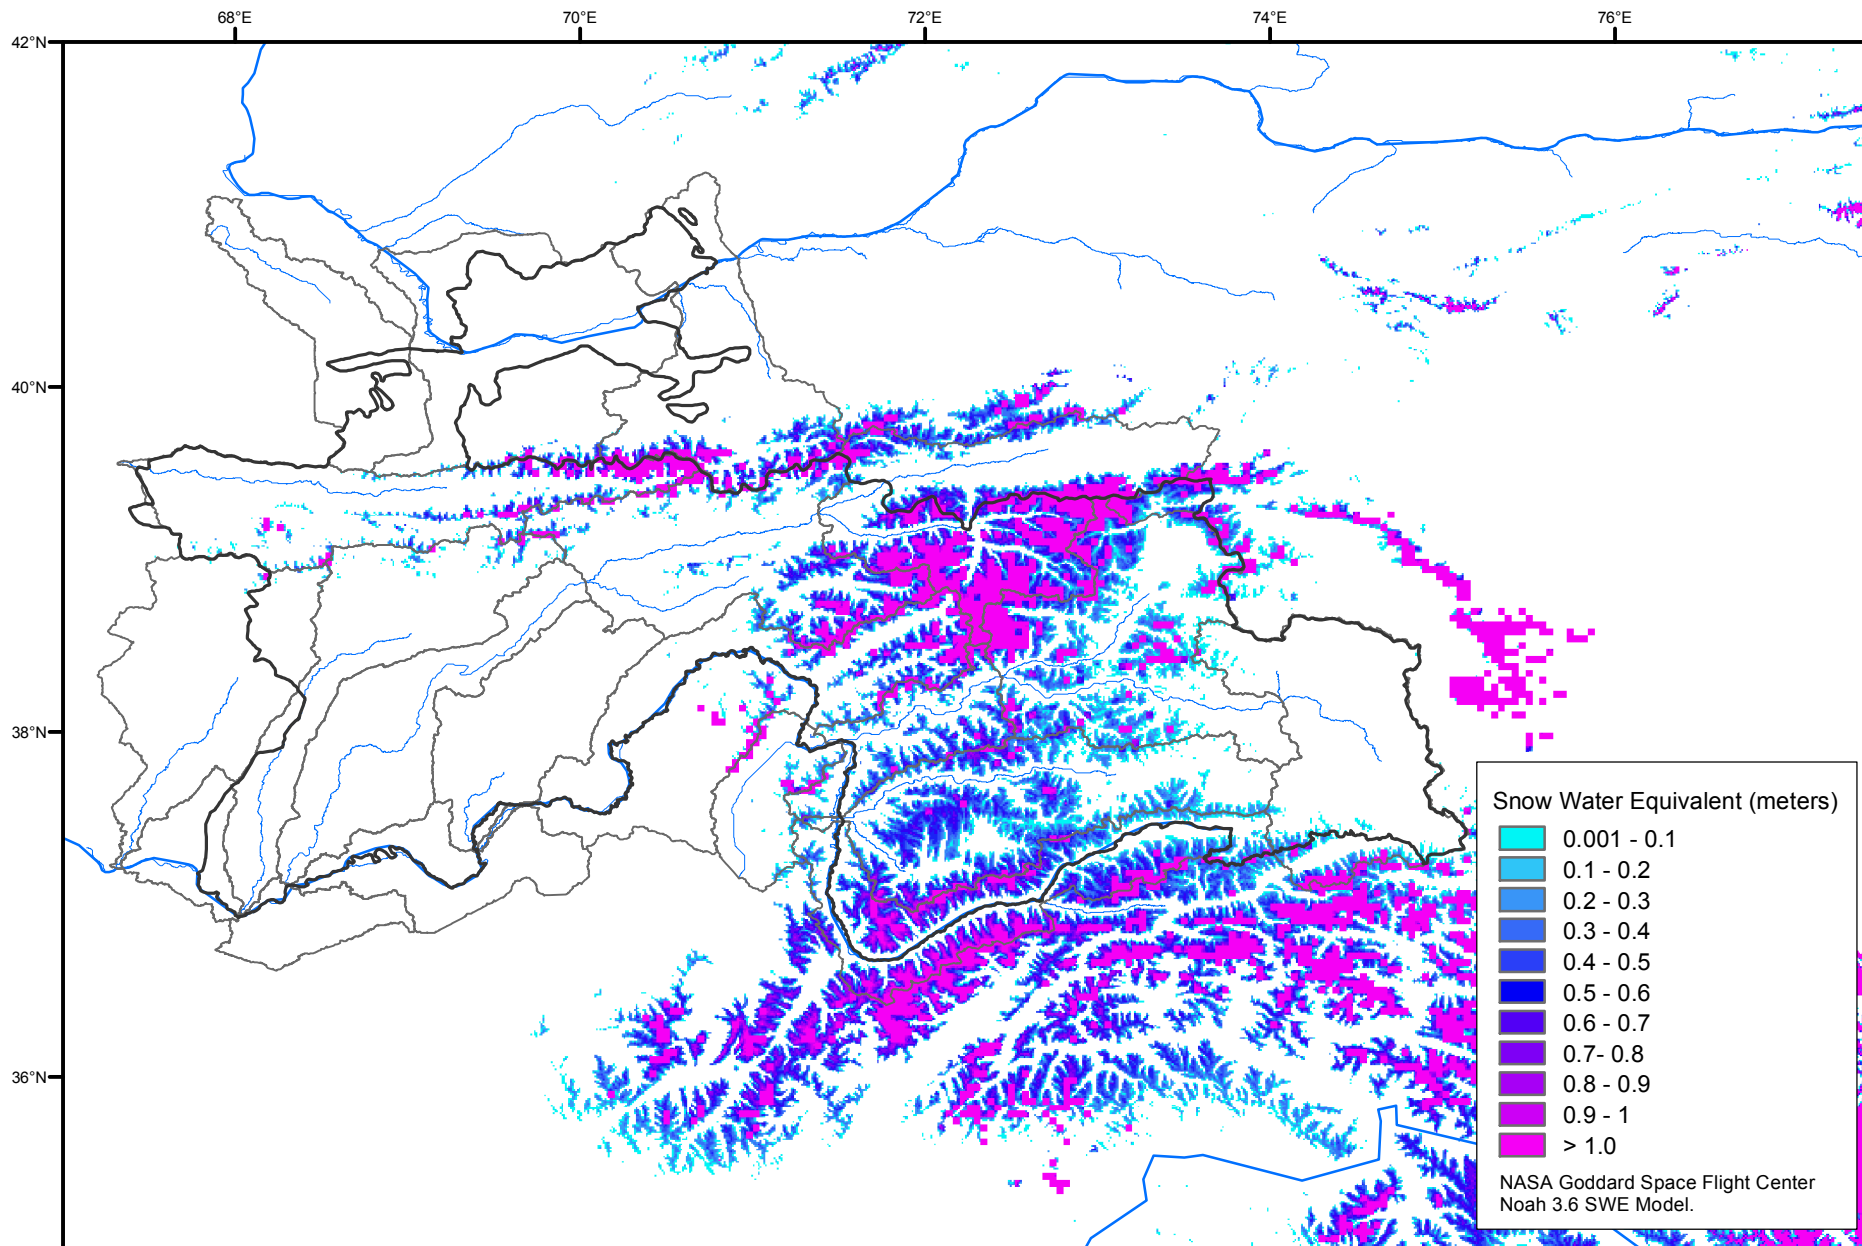 68°E
70°E
72°E
74°E
76°E
42°N
40°N
38°N
36°N
Snow Water Equivalent (meters)
0.001 - 0.1
0.1 - 0.2
0.2 - 0.3
0.3 - 0.4
0.4 - 0.5
0.5 - 0.6
0.6 - 0.7
0.7- 0.8
0.8 - 0.9
0.9 - 1
> 1.0
NASA Goddard Space Flight Center
Noah 3.6 SWE Model.